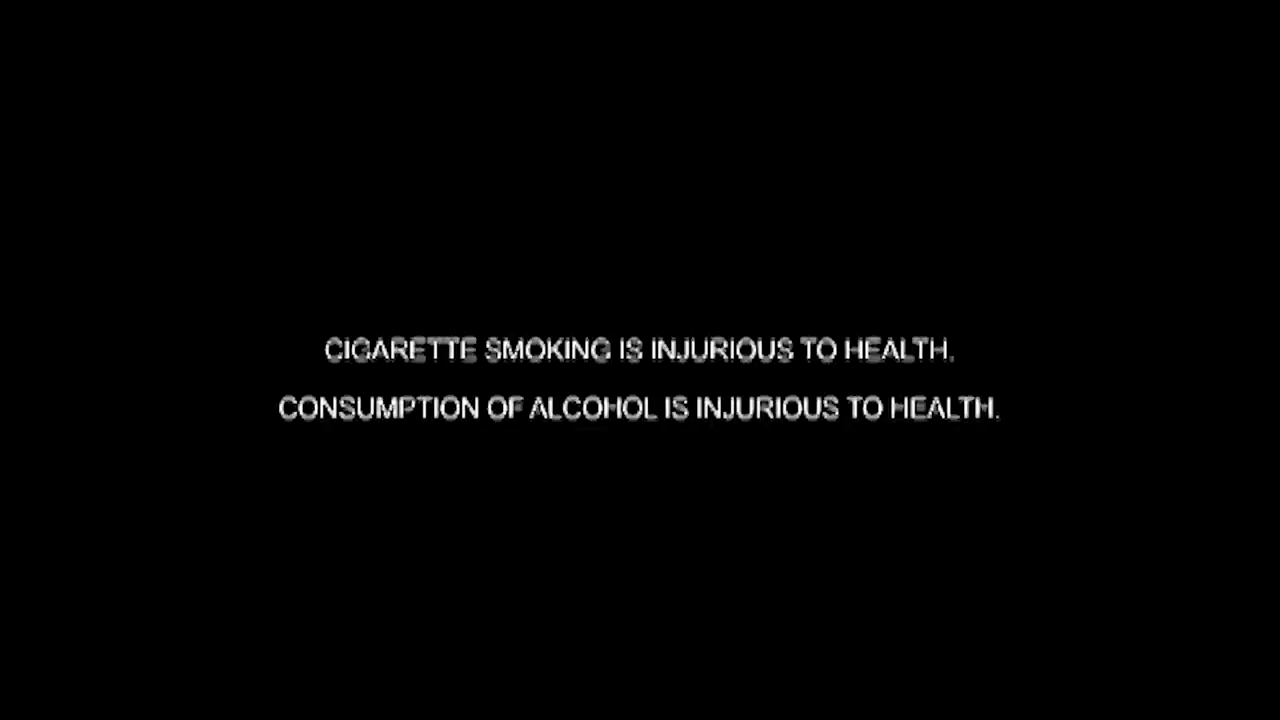 CIGARETTE SMOKING IS INJURIOUS TO HEALTH.
CONSUMPTION OF ALCOHOL IS INJURIOUS TO HEALTH.